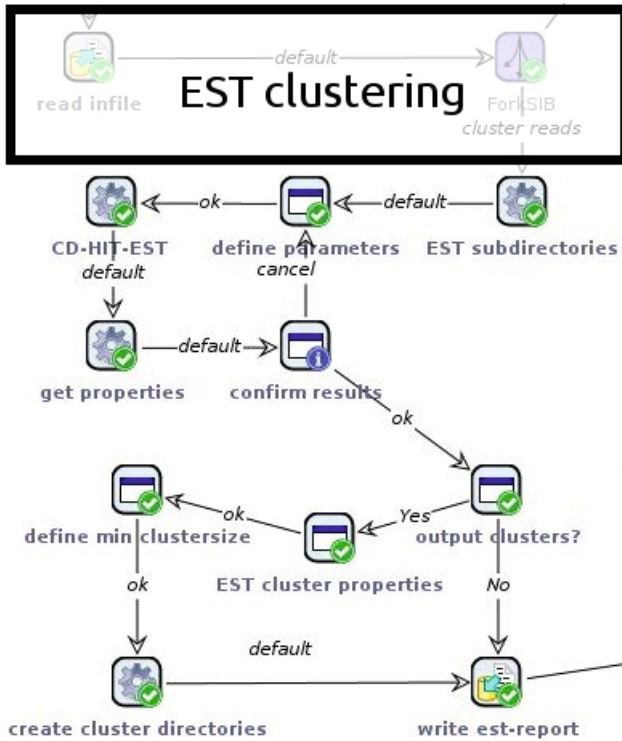 default
EST clustering
read infile
ForkSIB
cluster reads
ok
default
CD-HIT-EST
define parameters
EST subdirectories
default
cancel
default
get properties
confirm results
ok
ok
Yes
define min clustersize
output clusters?
EST cluster properties
ok
No
default
create cluster directories
write est-report